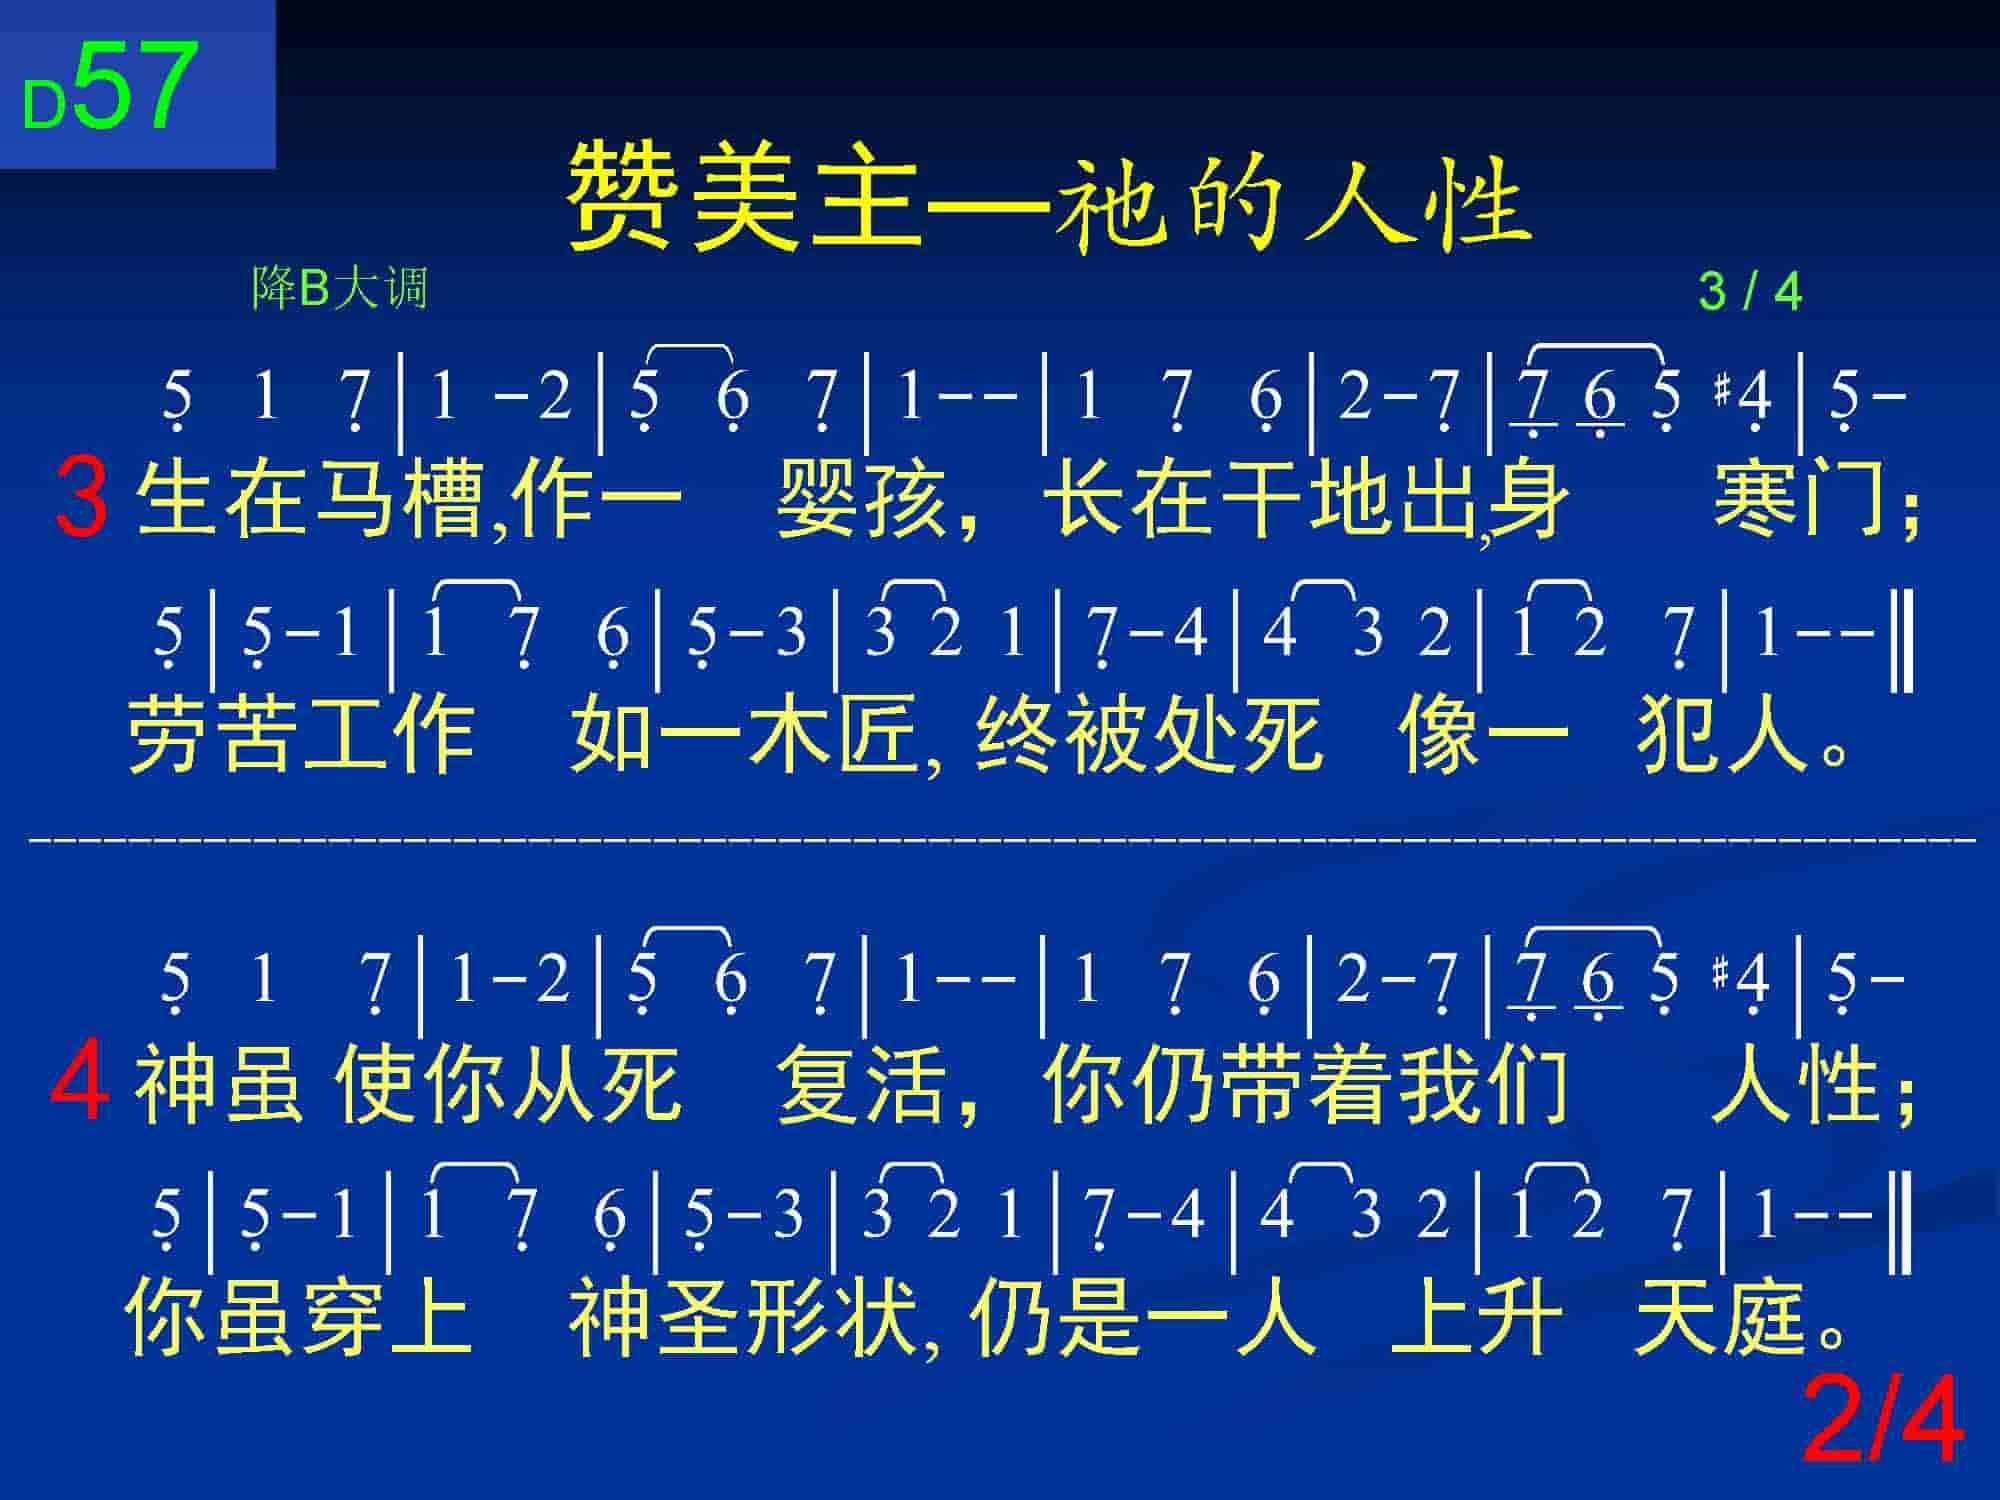 D57
赞美主—祂的人性
降B大调 3 / 4
5̣ 1 7̣ | 1 - 2 | 5̣ 6̣ 7̣ | 1 - - | 1 7̣ 6̣ | 2 - 7̣ | 7̣ 6̣ 5̣ #4̣ | 5̣ -
3 生在马槽,作一 婴孩，长在干地出,身 寒门；
5̣ | 5̣ - 1 | 1 7̣ 6̣ | 5̣ - 3 | 3 2 1 | 7̣ - 4 | 4 3 2 | 1 2 7̣ | 1 - - ‖
劳苦工作 如一木匠, 终被处死 像一 犯人。
5̣ 1 7̣ | 1 - 2 | 5̣ 6̣ 7̣ | 1 - - | 1 7̣ 6̣ | 2 - 7̣ | 7̣ 6̣ 5̣ #4̣ | 5̣ -
4 神虽 使你从死 复活，你仍带着我们 人性；
5̣ | 5̣ - 1 | 1 7̣ 6̣ | 5̣ - 3 | 3 2 1 | 7̣ - 4 | 4 3 2 | 1 2 7̣ | 1 - - ‖
你虽穿上 神圣形状, 仍是一人 上升 天庭。
2/4